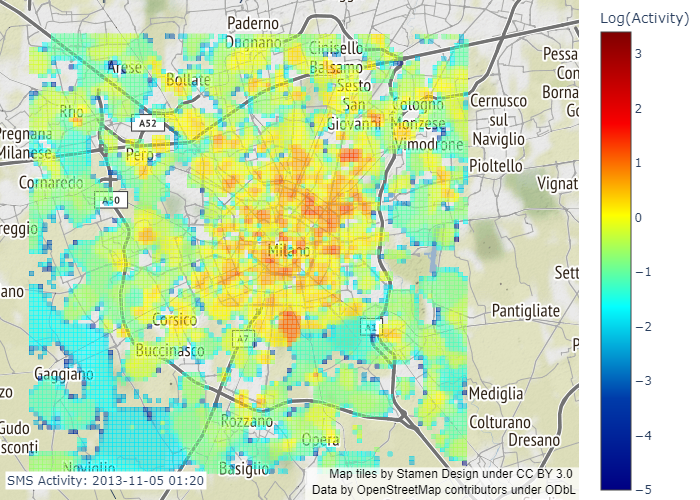 Log(Activity)
Paderno
Dugnano
Cinisello
Balsamo
Arese
Bollate
Sesto
San
Giovanni
Rho
A52
Cologno
Monzese
Vimodrone
Cernusco
sul
Naviglio
Pessa
Con
Borna
Go
Pregnana
Milanese
Pero
Pioltello
Cornaredo
A50
Vignat
reggio
Milano
Sett
ano
Corsico
A7
A1
Pantigliate
P
Buccinasco
Gaggiano
zo
Mediglia
Rozzano
Colturano
Gudo
sconti
Opera
Dresano
Noviglio
Basiglio
3
2
1
0
−1
−2
−3
−4
−5
SMS Activity: 2013-11-05 01:20
Map tiles by Stamen Design under CC BY 3.0
Data by OpenStreetMap contributors under ODbL